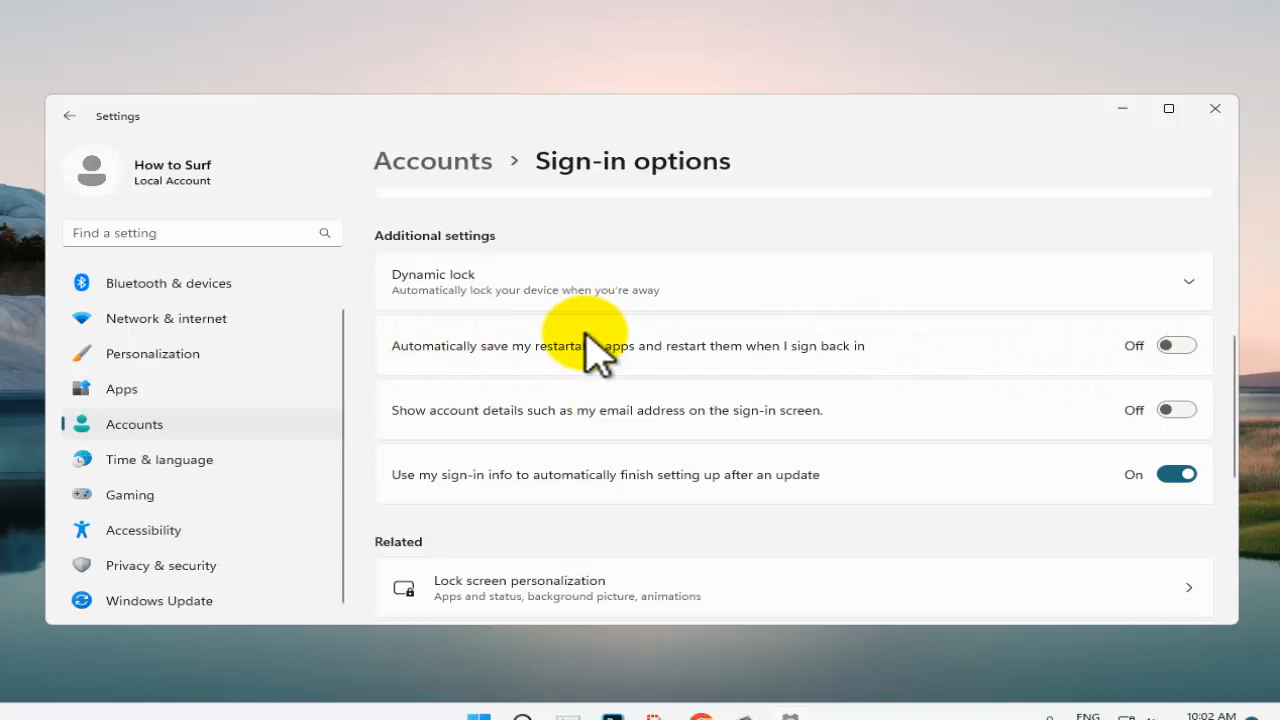 Settings
How to Surf
Local Account
Find a setting
Bluetooth & devices
Network & internet
Personalization
Apps
Accounts
Time & language
Gaming
Accessibility
Privacy & security
Windows Update
Accounts > Sign-in options
Additional settings
Dynamic lock
Automatically lock your device when you're away
Automatically save my apps and restart them when I sign back in
Off
Show account details such as my email address on the sign-in screen.
Off
Use my sign-in info to automatically finish setting up after an update
On
Related
Lock screen personalization
Apps and status, background picture, animations
ENG
10:02 AM